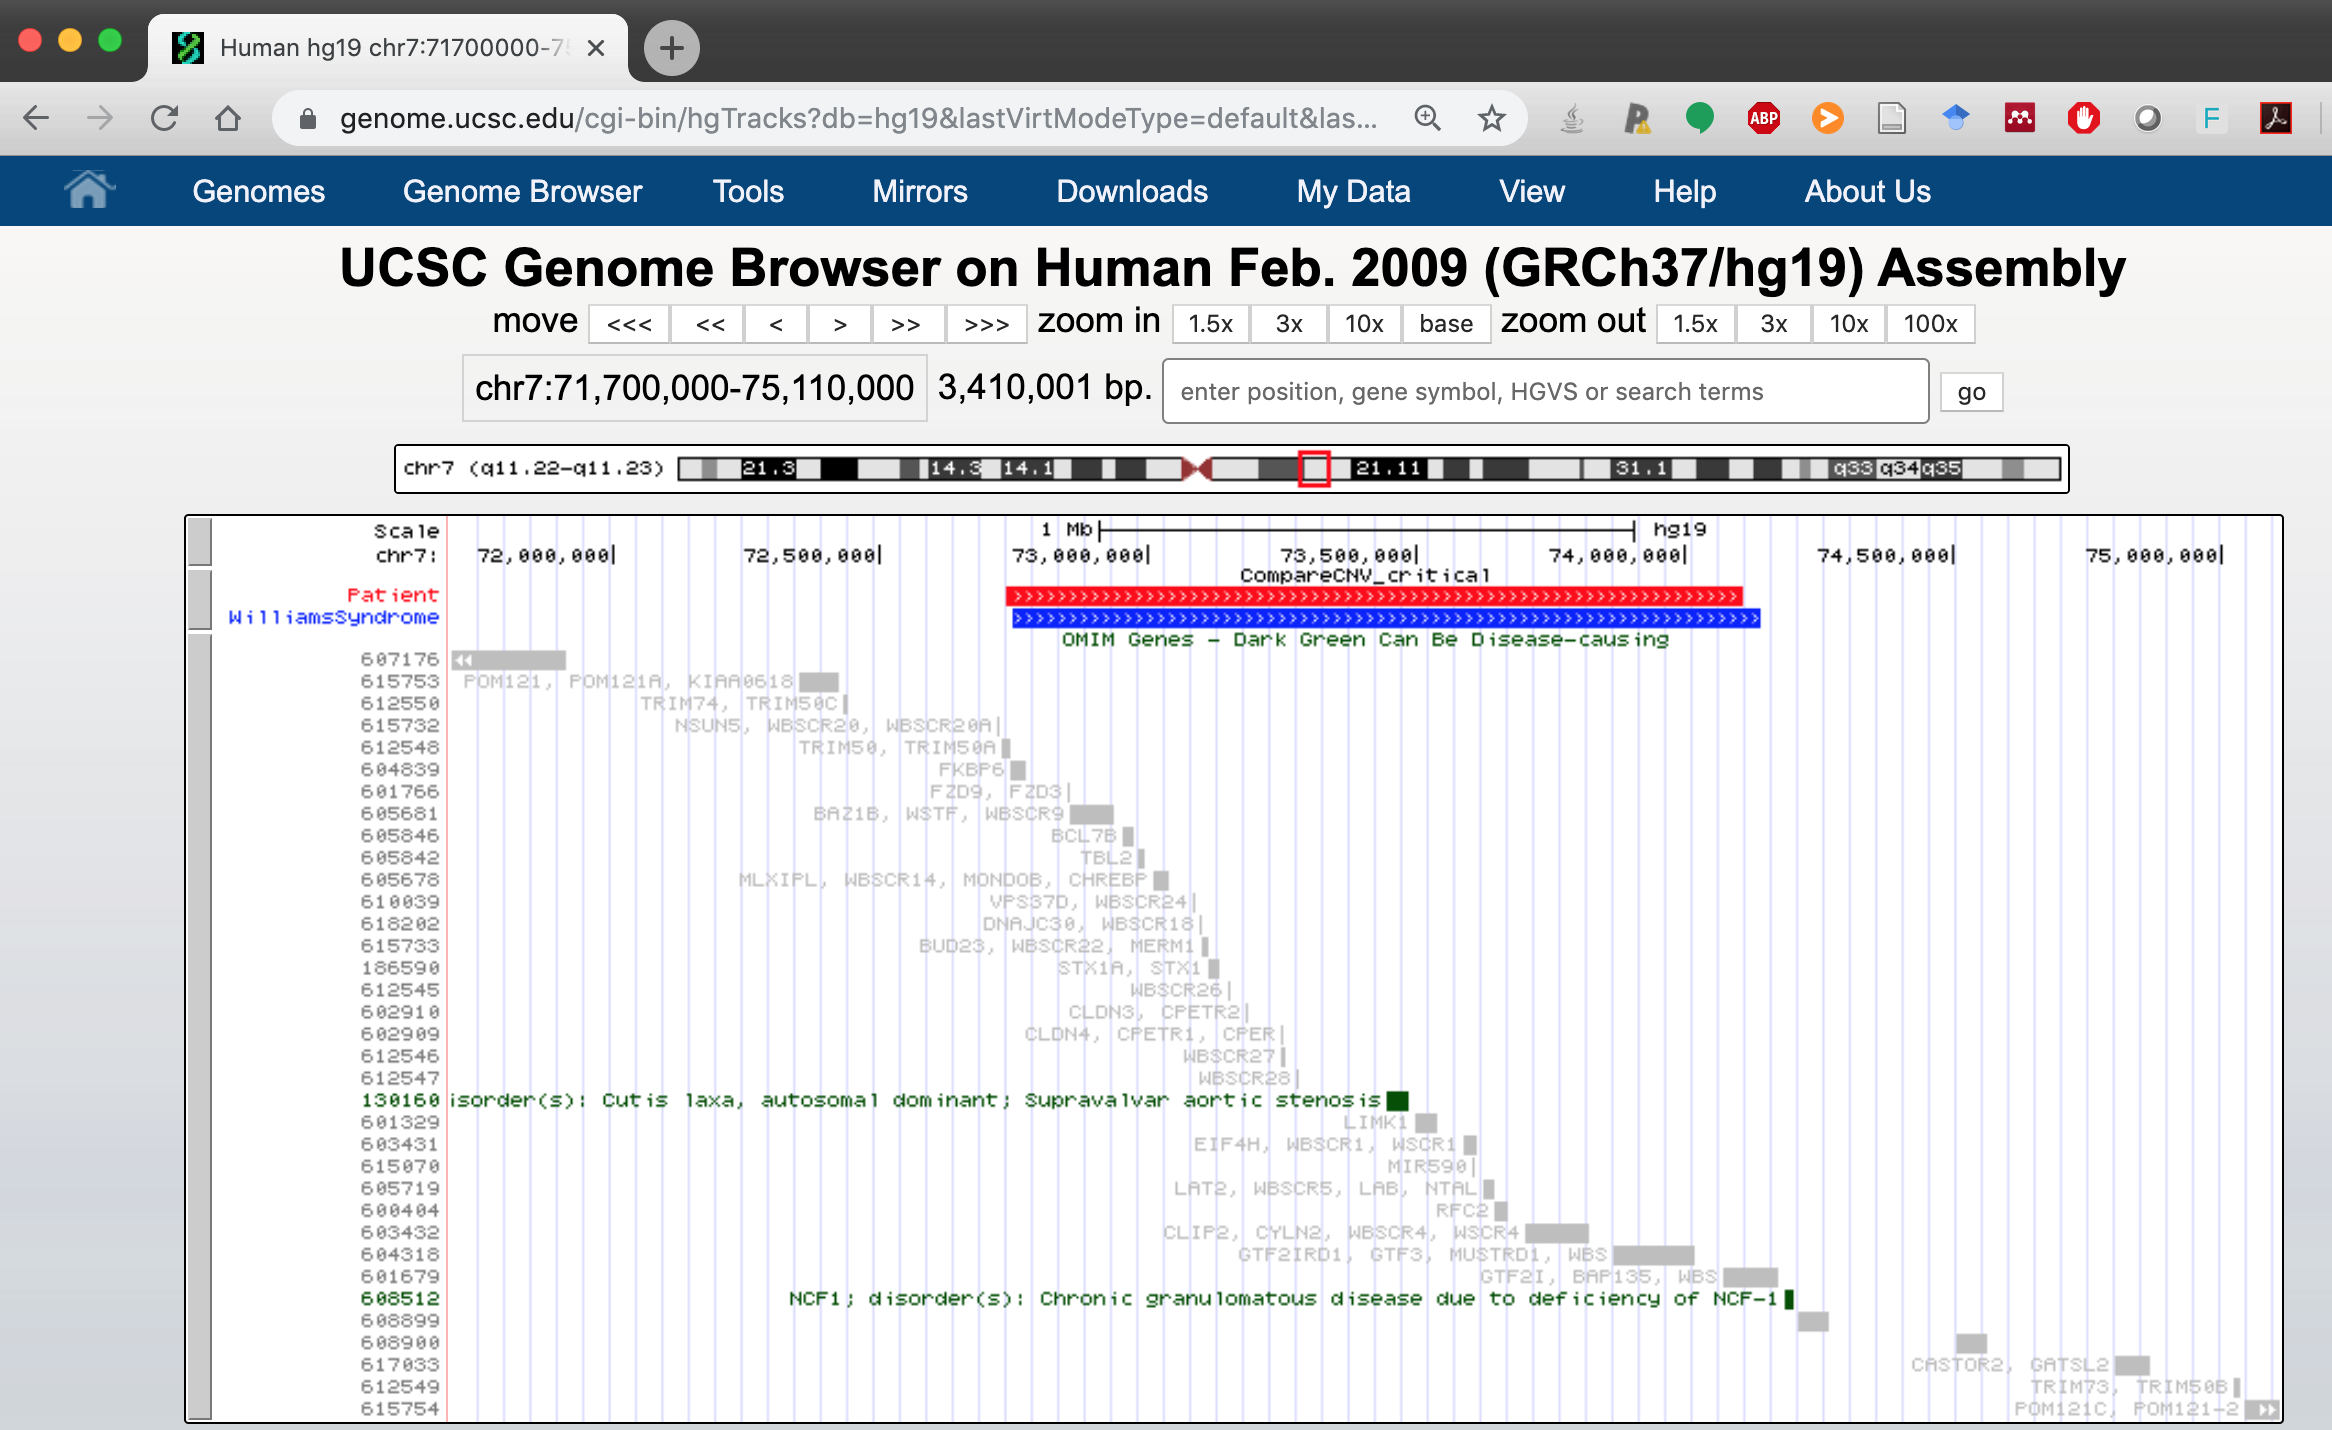 Human hg19 chr7:71700000-75
genome.ucsc.edu/cgi-bin/hgTracks?db=hg19&lastVirtModeType=default&las...
ABP
F
Genomes Genome Browser Tools Mirrors Downloads My Data View Help About Us
UCSC Genome Browser on Human Feb. 2009 (GRCh37/hg19) Assembly
move <<< << < > >> >>> zoom in 1.5x 3x 10x base zoom out 1.5x 3x 10x 100x
chr7:71,700,000-75,110,000 3,410,001 bp. enter position, gene symbol, HGVS or search terms go
chr7 (q11.22-q11.23) 21.3 14.3 14.1 21.11 31.1 q33 q34 q35
Scale 1 Mb hg19
chr7: 72,000,000| 72,500,000| 73,000,000| 73,500,000| 74,000,000| 74,500,000| 75,000,000|
CompareCNV_critical
Patient
WilliamsSyndrome
OMIM Genes - Dark Green Can Be Disease-causing
607176
615753 POM121, POM121A, KIAA0618
612550 TRIM74, TRIM50C
615732 NSUN5, WBSCR20, WBSCR20A
612548 TRIM50, TRIM50A
604839 FKBP6
601766 FZD9, FZD3
605681 BAZ1B, WSTF, WBSCR9
605846 BCL7B
605842 TBL2
605678 MLXIPL, WBSCR14, MONDOB, CHREBP
610039 VPS37D, WBSCR24
618202 DNAJC30, WBSCR18
615733 BUD23, WBSCR22, MERM1
186590 STX1A, STX1
612545 WBSCR26
602910 CLDN3, CPETR2
602909 CLDN4, CPETR1, CPER
612546 WBSCR27
612547 WBSCR28
130160 isorder(s): Cutis laxa, autosomal dominant; Supravalvar aortic stenosis
601329 LIMK1
603431 EIF4H, WBSCR1, WSCR1
615070 MIR590
605719 LAT2, WBSCR5, LAB, NTAL
600404 RFC2
603432 CLIP2, CYLN2, WBSCR4, WSCR4
604318 GTF2IRD1, GTF3, MUSTRD1, WBS
601679 GTF2I, BAP135, WBS
608512 NCF1; disorder(s): Chronic granulomatous disease due to deficiency of NCF-1
608899
608900
617033 CASTOR2, GATSL2
612549 TRIM73, TRIM50B
615754 POM121C, POM121-2